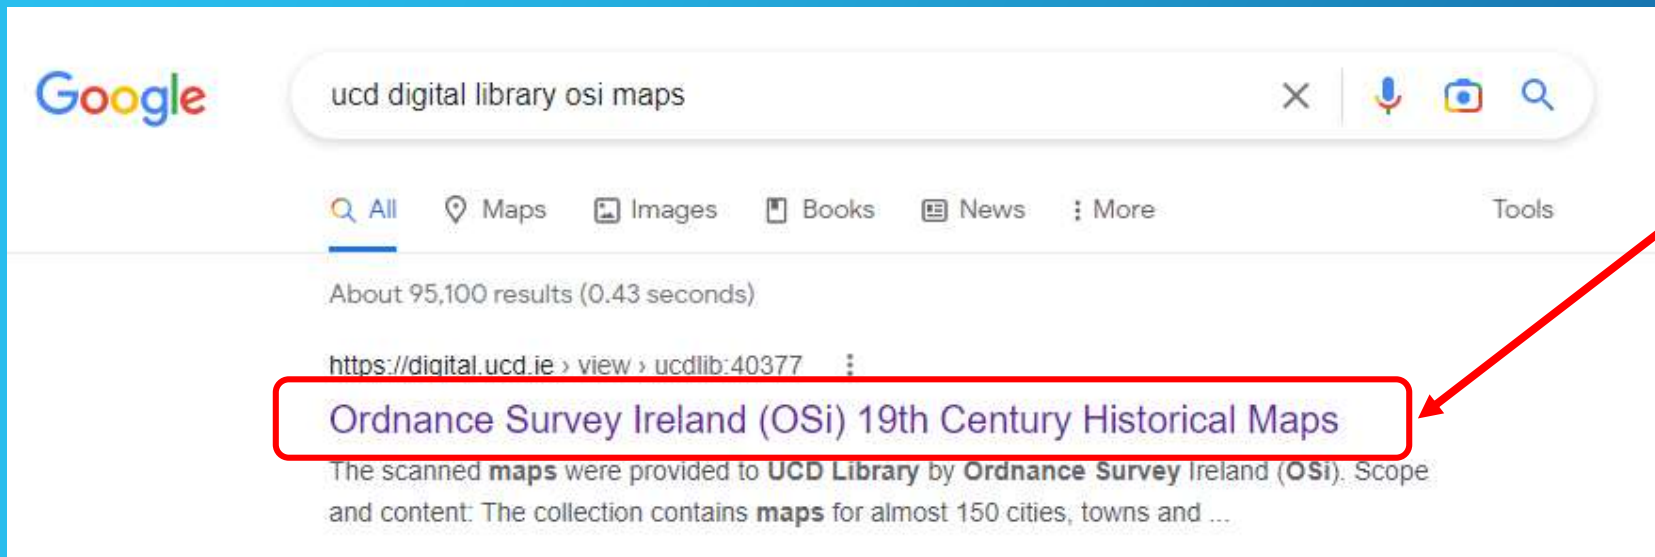 Google
ucd digital library osi maps
All Maps Images Books News More Tools
About 95,100 results (0.43 seconds)
https://digital.ucd.ie › view › ucdlib:40377
Ordnance Survey Ireland (OSi) 19th Century Historical Maps
The scanned maps were provided to UCD Library by Ordnance Survey Ireland (OSi). Scope
and content: The collection contains maps for almost 150 cities, towns and ...